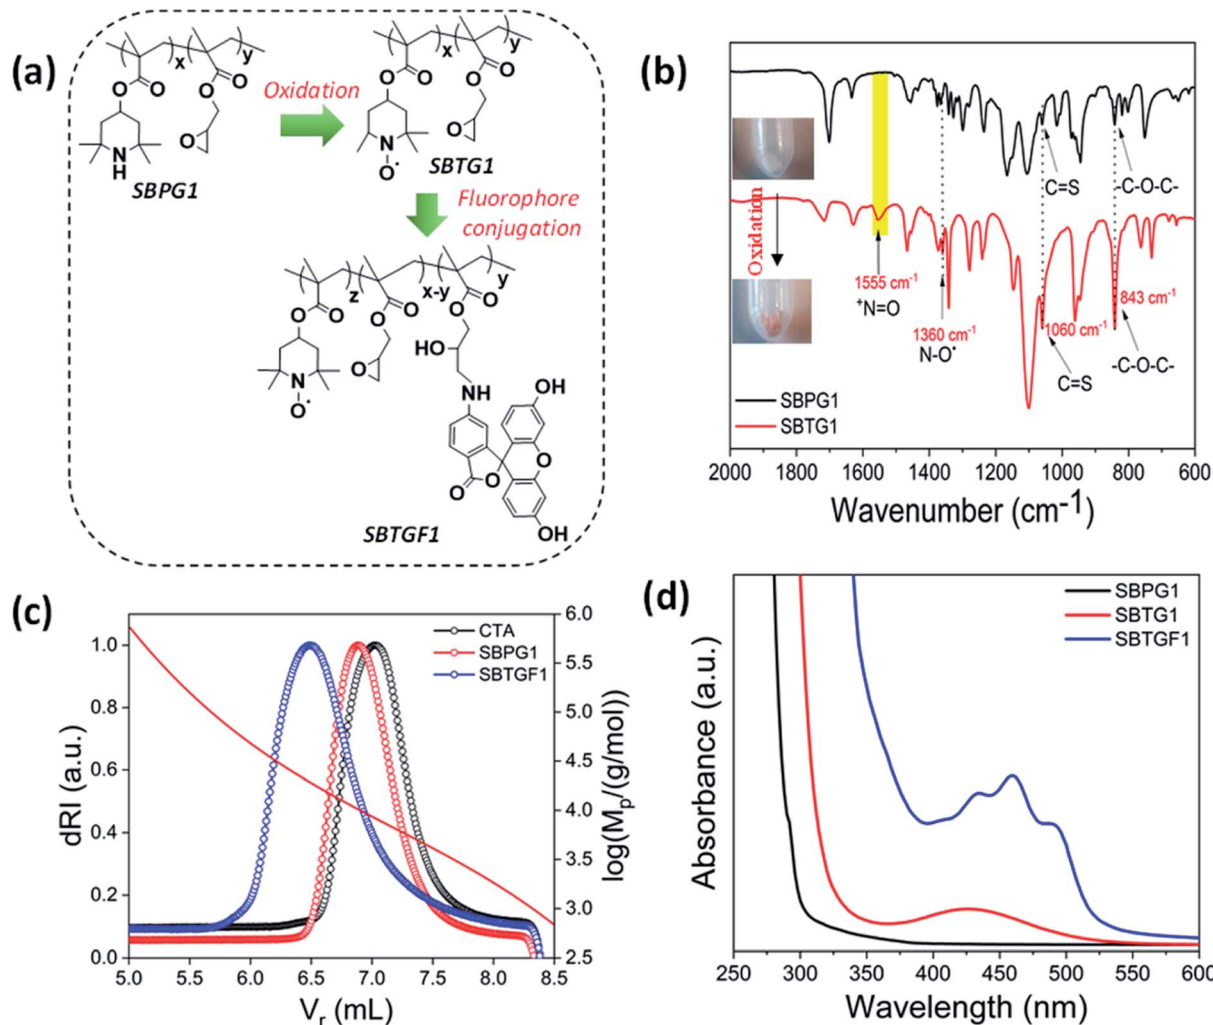 (a)
x
y
O
O
O
O
Oxidation
O
N
H
SBPG1
x
y
O
O
O
O
O
N
O•
SBTG1
Fluorophore
conjugation
z
x-y
y
O
O
O
O
O
O
HO
O
N
O•
NH
OH
O
O
O
OH
SBTGF1
(b)
Oxidation
C=S
-C-O-C-
1555 cm-1
+N=O
1360 cm-1
N-O•
1060 cm-1
C=S
843 cm-1
-C-O-C-
SBPG1
SBTG1
2000 1800 1600 1400 1200 1000 800 600
Wavenumber (cm-1)
(c)
CTA
SBPG1
SBTGF1
1.0
0.8
0.6
0.4
0.2
0.0
dRI (a.u.)
6.0
5.5
5.0
4.5
4.0
3.5
3.0
2.5
log(Mp/(g/mol))
5.0 5.5 6.0 6.5 7.0 7.5 8.0 8.5
Vr (mL)
(d)
SBPG1
SBTG1
SBTGF1
Absorbance (a.u.)
250 300 350 400 450 500 550 600
Wavelength (nm)